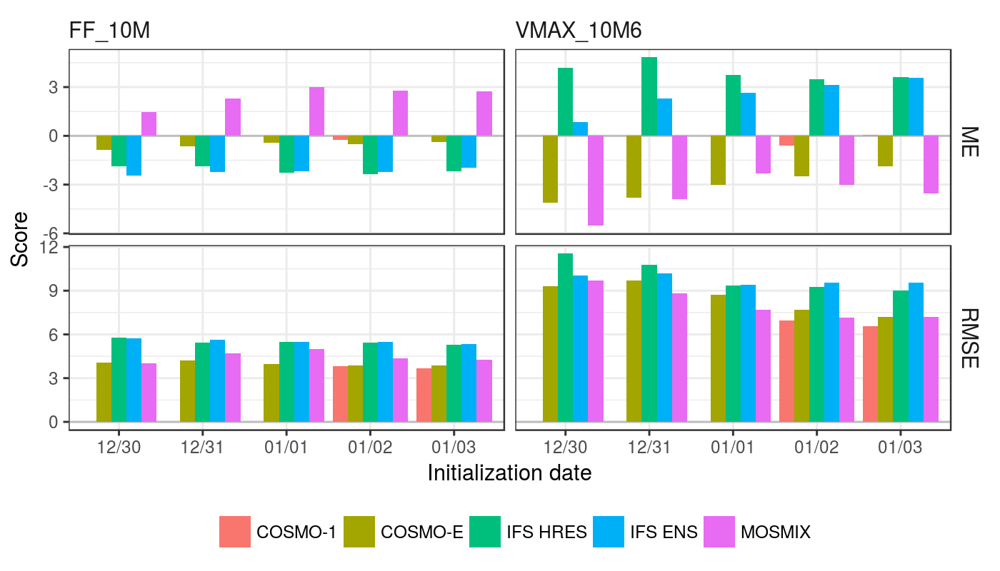 FF_10M
VMAX_10M6
3
0
-3
-6
ME
Score
12
9
6
3
0
RMSE
12/30
12/31
01/01
01/02
01/03
12/30
12/31
01/01
01/02
01/03
Initialization date
COSMO-1
COSMO-E
IFS HRES
IFS ENS
MOSMIX